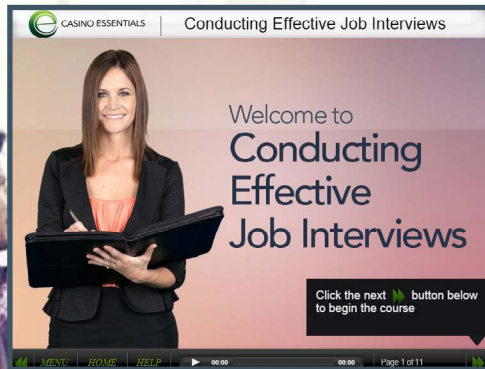 CASINO ESSENTIALS
Conducting Effective Job Interviews
Welcome to
Conducting
Effective
Job Interviews
Click the next button below
to begin the course
MENU HOME HELP 00:00 00:00 Page 1 of 11